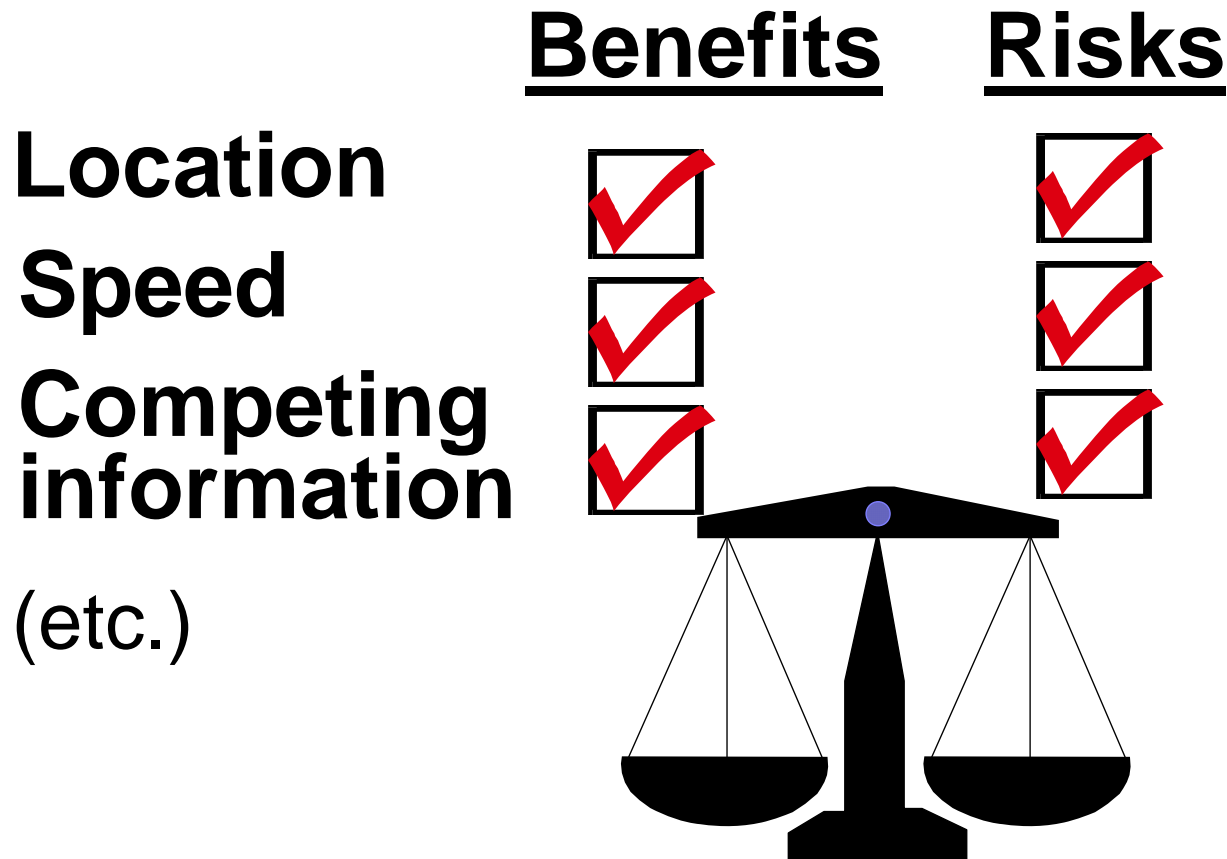 Benefits Risks
Location
Speed
Competing
information
(etc.)